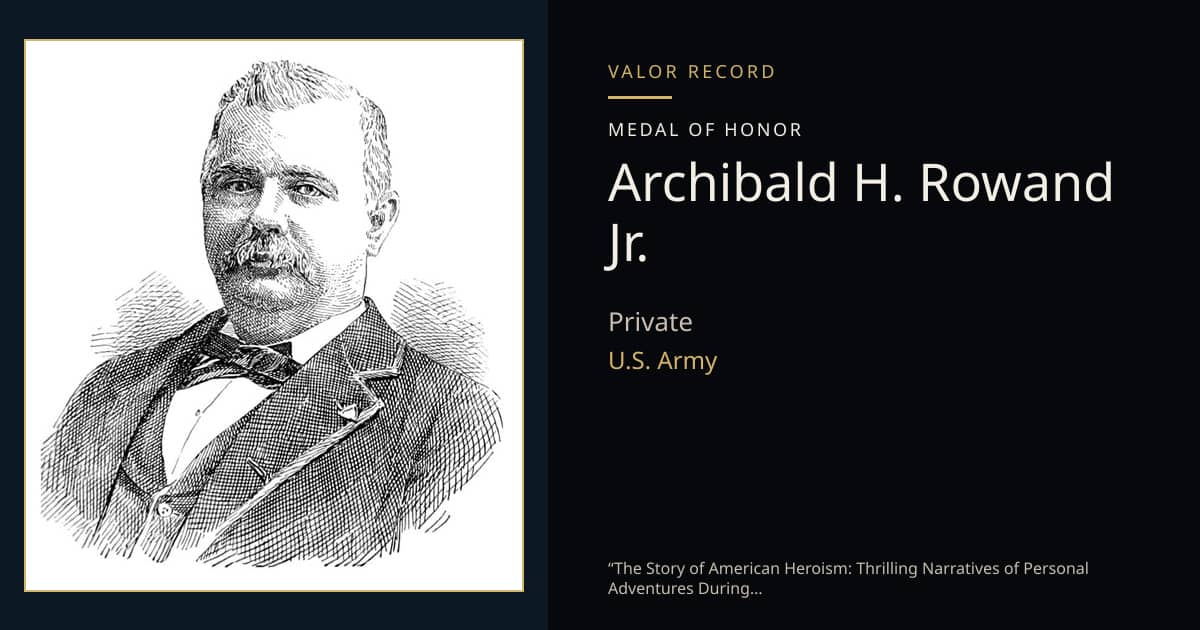 VALOR RECORD
MEDAL OF HONOR
Archibald H. Rowand
Jr.
Private
U.S. Army
“The Story of American Heroism: Thrilling Narratives of Personal
Adventures During...